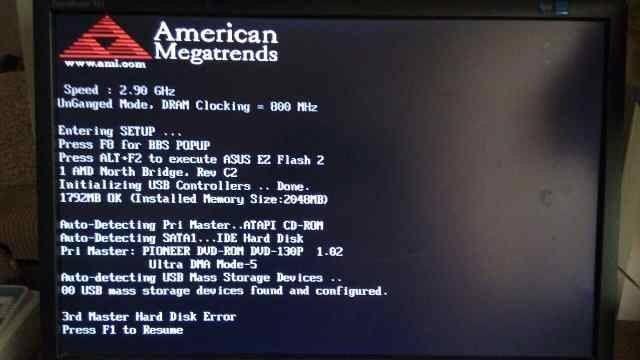 American
Megatrends
www.ami.com
Speed : 2.90 GHz
UnGanged Mode, DRAM Clocking = 800 MHz
Entering SETUP ...
Press F8 for BBS POPUP
Press ALT+F2 to execute ASUS EZ Flash 2
1 AMD North Bridge, Rev C2
Initializing USB Controllers .. Done.
1792MB OK (Installed Memory Size:2048MB)
Auto-Detecting Pri Master..ATAPI CD-ROM
Auto-Detecting SATA1...IDE Hard Disk
Pri Master: PIONEER DVD-ROM DVD-130P 1.02
Ultra DMA Mode-5
Auto-detecting USB Mass Storage Devices ..
00 USB mass storage devices found and configured.
3rd Master Hard Disk Error
Press F1 to Resume